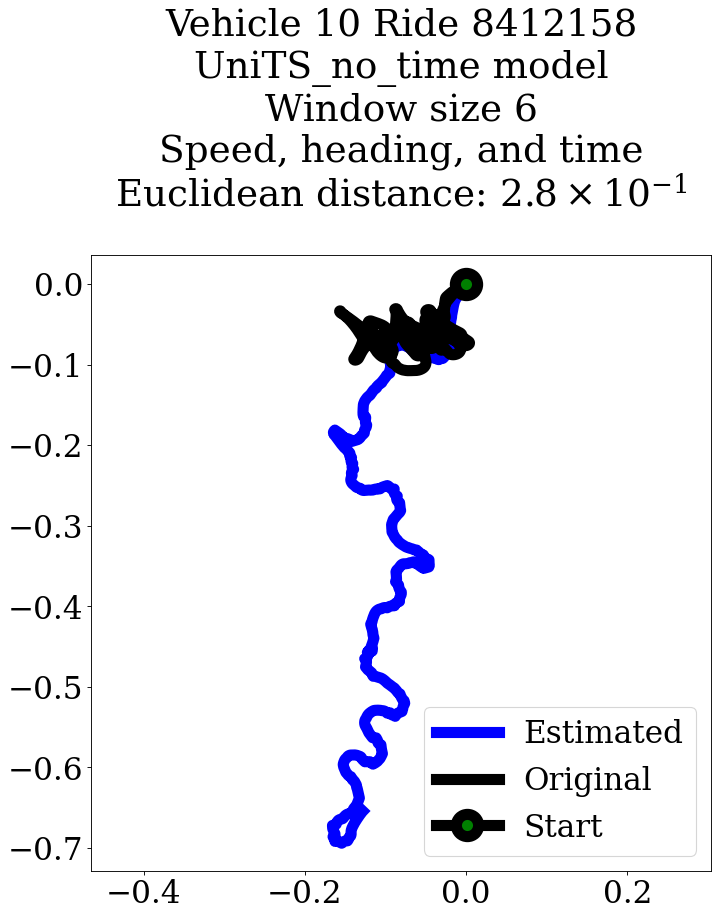 Vehicle 10 Ride 8412158
UniTS_no_time model
Window size 6
Speed, heading, and time
Euclidean distance: 2.8 × 10⁻¹
0.0
−0.1
−0.2
−0.3
−0.4
−0.5
−0.6
−0.7
Estimated
Original
Start
−0.4 −0.2 0.0 0.2